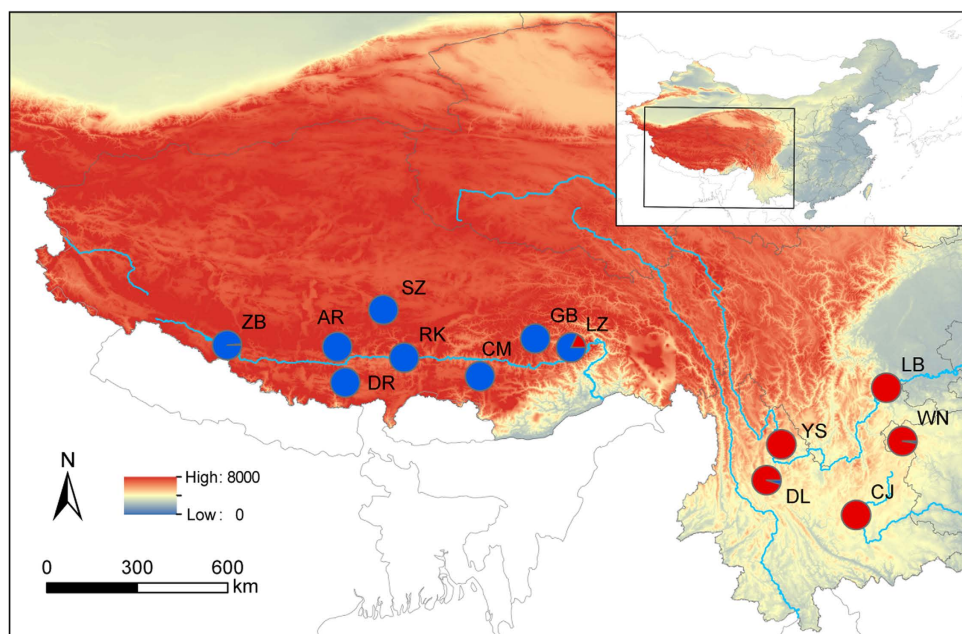 SZ
ZB
AR
RK
GB
LZ
CM
DR
LB
WN
YS
DL
CJ
N
High: 8000
Low : 0
0 300 600
km